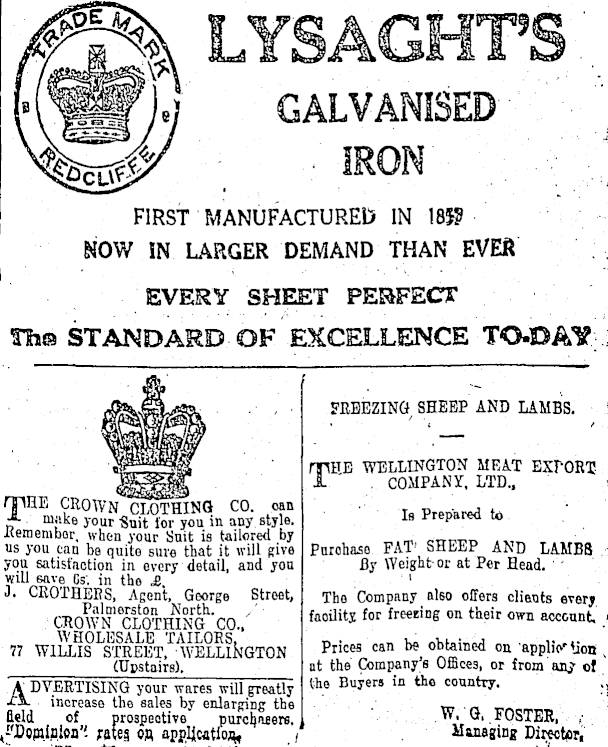 TRADE MARK
REDCLIFFE
LYSAGHT'S
GALVANISED
IRON
FIRST MANUFACTURED IN
NOW IN LARGER DEMAND THAN EVER
EVERY SHEET PERFECT
The STANDARD OF EXCELLENCE TO-DAY
THE CROWN CLOTHING CO. can
make your Suit for you in any style.
Remember, when your Suit is tailored by
us you can be quite sure that it will give
you satisfaction in every detail, and you
will save 6s. in the £.
J. CROTHERS, Agent, George Street,
Palmerston North.
CROWN CLOTHING CO.,
WHOLESALE TAILORS,
77 WILLIS STREET, WELLINGTON
(Upstairs).
ADVERTISING your wares will greatly
increase the sales by enlarging the
field of prospective purchasers.
"Dominion" rates on application.
FREEZING SHEEP AND LAMBS.
THE WELLINGTON MEAT EXPORT
COMPANY, LTD.,
Is Prepared to
Purchase FAT SHEEP AND LAMBS
By Weight or at Per Head.
The Company also offers clients every
facility for freezing on their own account.
Prices can be obtained on application
at the Company's Offices, or from any of
the Buyers in the country.
W. G. FOSTER,
Managing Director.